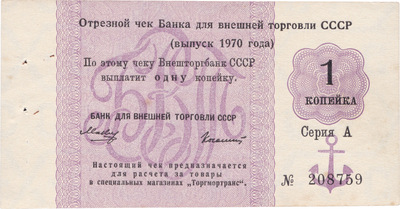 Отрезной чек Банка для внешней торговли СССР
(выпуск 1970 года)
По этому чеку Внешторгбанк СССР
выплатит ОДНУ копейку.
БАНК ДЛЯ ВНЕШНЕЙ ТОРГОВЛИ СССР
Настоящий чек предназначается
для расчета за товары
в специальных магазинах „Торгмортранс".
1
КОПЕЙКА
Серия А
№ 208759